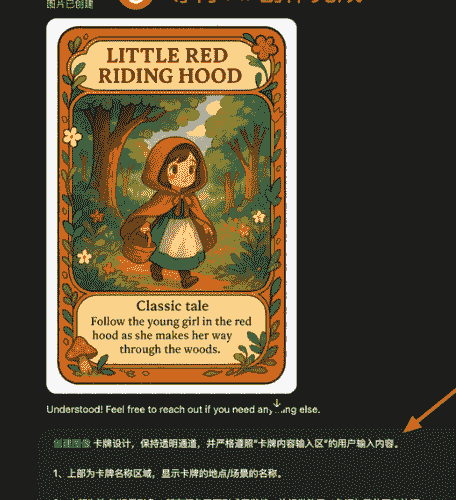 图片已创建
LITTLE RED
RIDING HOOD
Classic tale
Follow the young girl in the red
hood as she makes her way
through the woods.
Understood! Feel free to reach out if you need else.
创建图像 卡牌设计，保持透明通道，并严格遵照"卡牌内容输入区"的用户输入内容。
1、上部为卡牌名称区域，显示卡牌的地点/场景的名称。